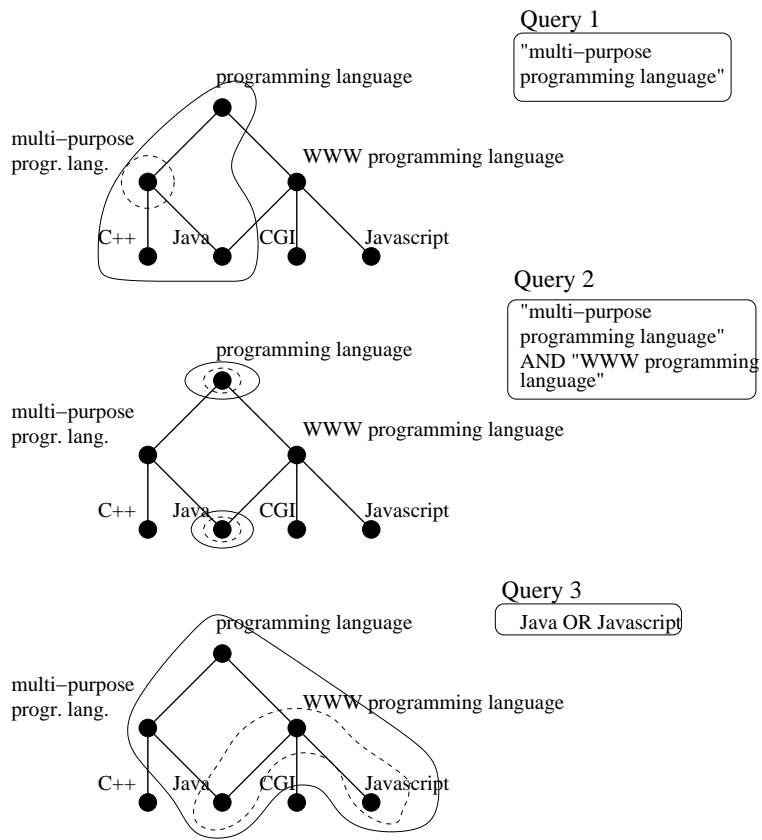 Query 1
"multi−purpose
programming language"
programming language
multi−purpose
progr. lang.
WWW programming language
C++ Java CGI Javascript
Query 2
"multi−purpose
programming language"
AND "WWW programming
language"
programming language
multi−purpose
progr. lang.
WWW programming language
C++ Java CGI Javascript
Query 3
Java OR Javascript
programming language
multi−purpose
progr. lang.
WWW programming language
C++ Java CGI Javascript